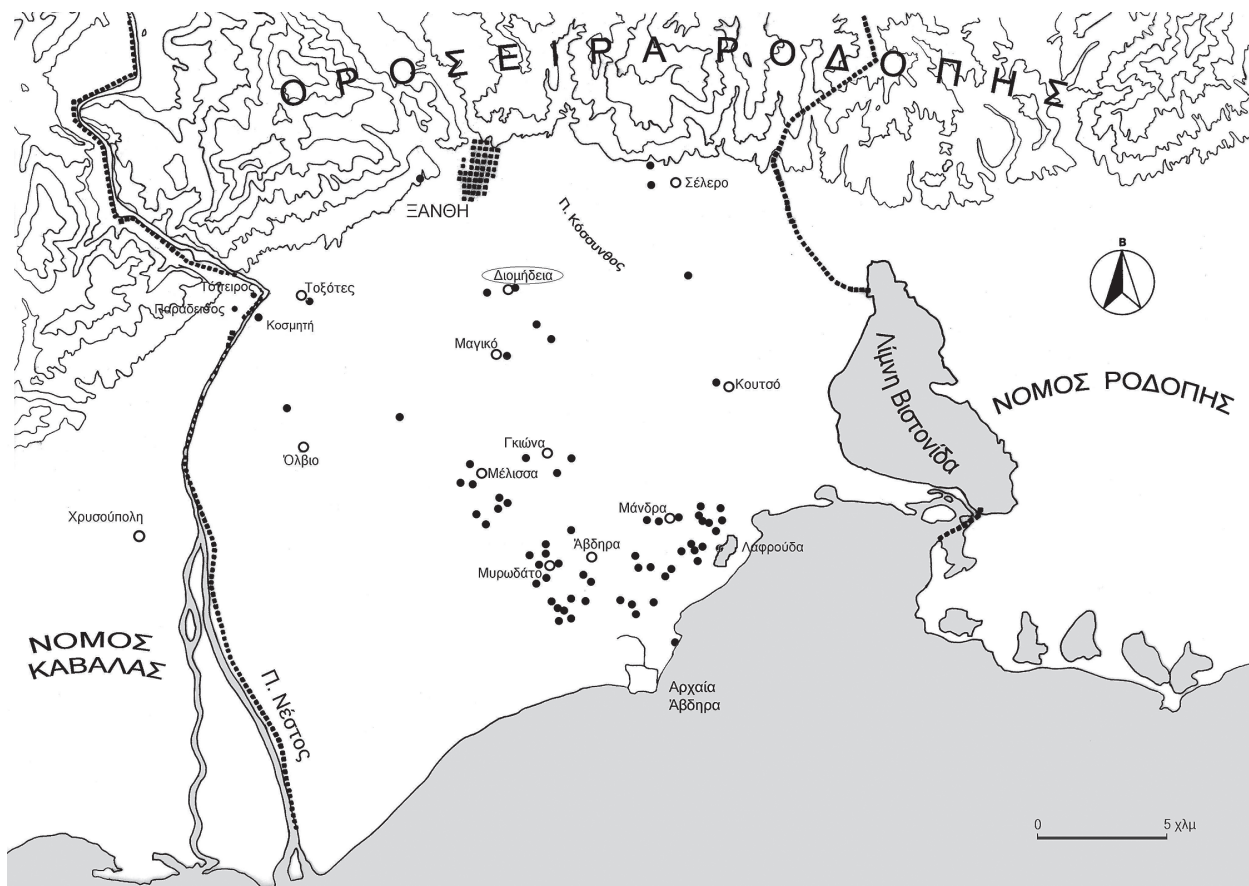 ΟΡΟΣΕΙΡΑ ΡΟΔΟΠΗΣ
Σέλερο
ΞΑΝΘΗ
Π. Κόσσυνθος
Β
Διομήδεια
Τόπειρος
Τοξότες
Παράδεισος
Κοσμητή
Μαγικό
Λίμνη Βιστονίδα
Κουτσό
ΝΟΜΟΣ ΡΟΔΟΠΗΣ
Γκιώνα
Όλβιο
Μέλισσα
Χρυσούπολη
Μάνδρα
Άβδηρα
Λαφρούδα
Μυρωδάτο
ΝΟΜΟΣ
ΚΑΒΑΛΑΣ
Π. Νέστος
Αρχαία
Άβδηρα
0 5 χλμ